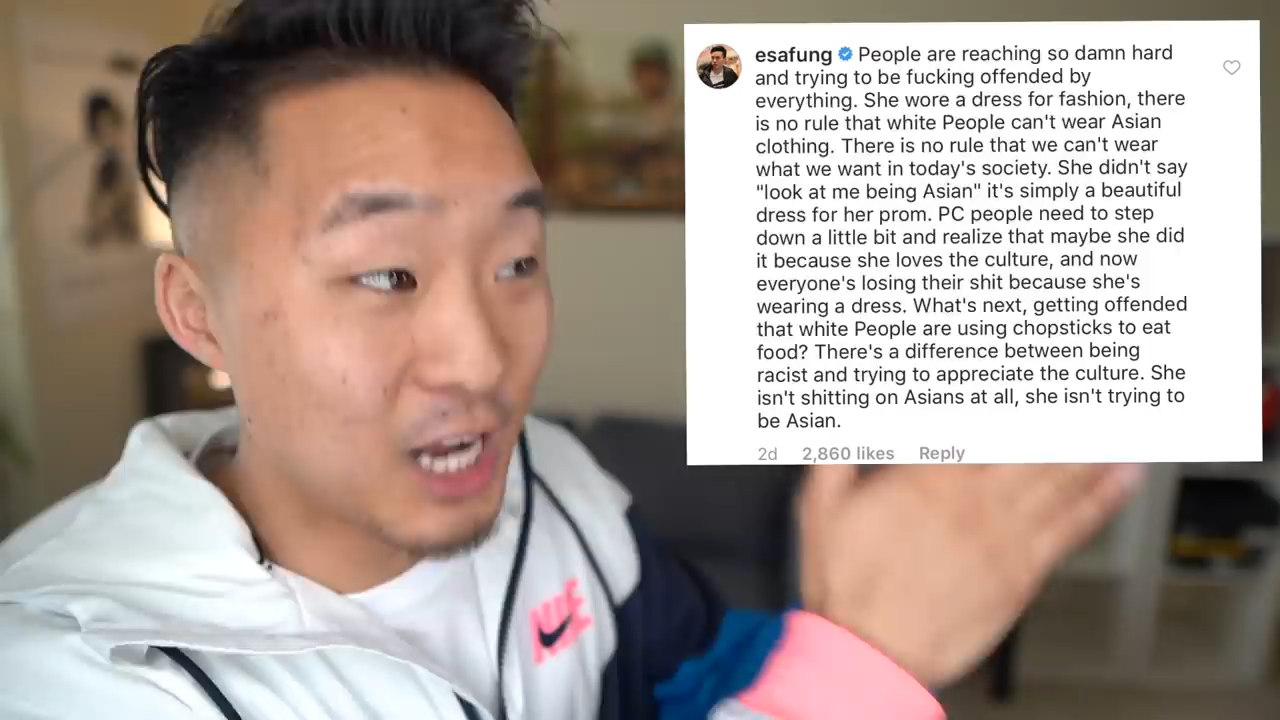 esafung People are reaching so damn hard
and trying to be fucking offended by
everything. She wore a dress for fashion, there
is no rule that white People can't wear Asian
clothing. There is no rule that we can't wear
what we want in today's society. She didn't say
"look at me being Asian" it's simply a beautiful
dress for her prom. PC people need to step
down a little bit and realize that maybe she did
it because she loves the culture, and now
everyone's losing their shit because she's
wearing a dress. What's next, getting offended
that white People are using chopsticks to eat
food? There's a difference between being
racist and trying to appreciate the culture. She
isn't shitting on Asians at all, she isn't trying to
be Asian.
2d 2,860 likes Reply
NIKE